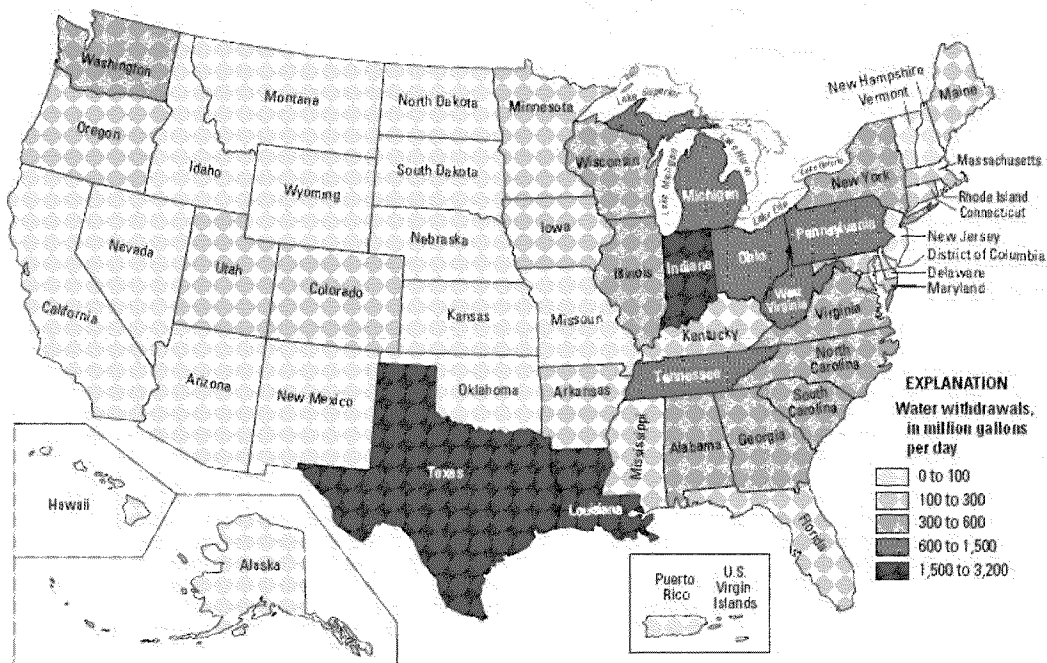 Washington
Oregon
California
Nevada
Idaho
Montana
Wyoming
Utah
Arizona
Colorado
New Mexico
North Dakota
South Dakota
Nebraska
Kansas
Oklahoma
Texas
Minnesota
Iowa
Missouri
Arkansas
Louisiana
Wisconsin
Illinois
Mississipp
Lake Superior
Lake Michigan
Lake Huron
Lake Erie
Lake Ontario
Michigan
Indiana
Ohio
Kentucky
Tennessee
Alabama
Georgia
Florida
South
Carolina
North
Carolina
Virginia
West
Virginia
Pennsylvania
New York
New Hampshire
Vermont
Maine
Massachusetts
Rhode Island
Connecticut
New Jersey
District of Columbia
Delaware
Maryland
Hawaii
Alaska
Puerto
Rico
U.S.
Virgin
Islands
EXPLANATION
Water withdrawals,
in million gallons
per day
0 to 100
100 to 300
300 to 600
600 to 1,500
1,500 to 3,200